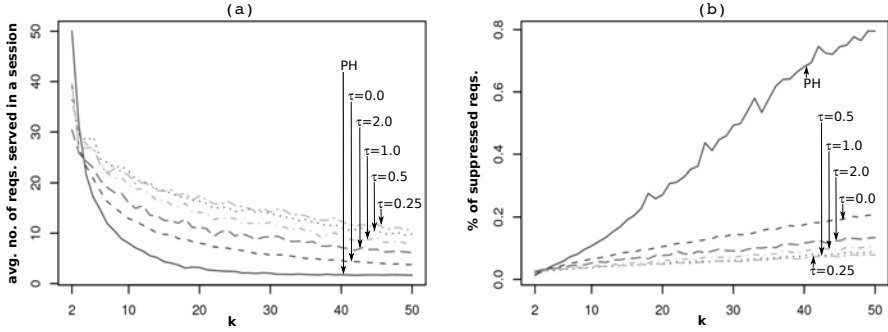 (a)
avg. no. of reqs. served in a session
50
40
30
20
10
0
PH
τ=0.0
τ=2.0
τ=1.0
τ=0.5
τ=0.25
2
10
20
30
40
50
k
(b)
% of suppressed reqs.
0.8
0.6
0.4
0.2
0.0
PH
τ=0.5
τ=1.0
τ=2.0
τ=0.0
τ=0.25
2
10
20
30
40
50
k